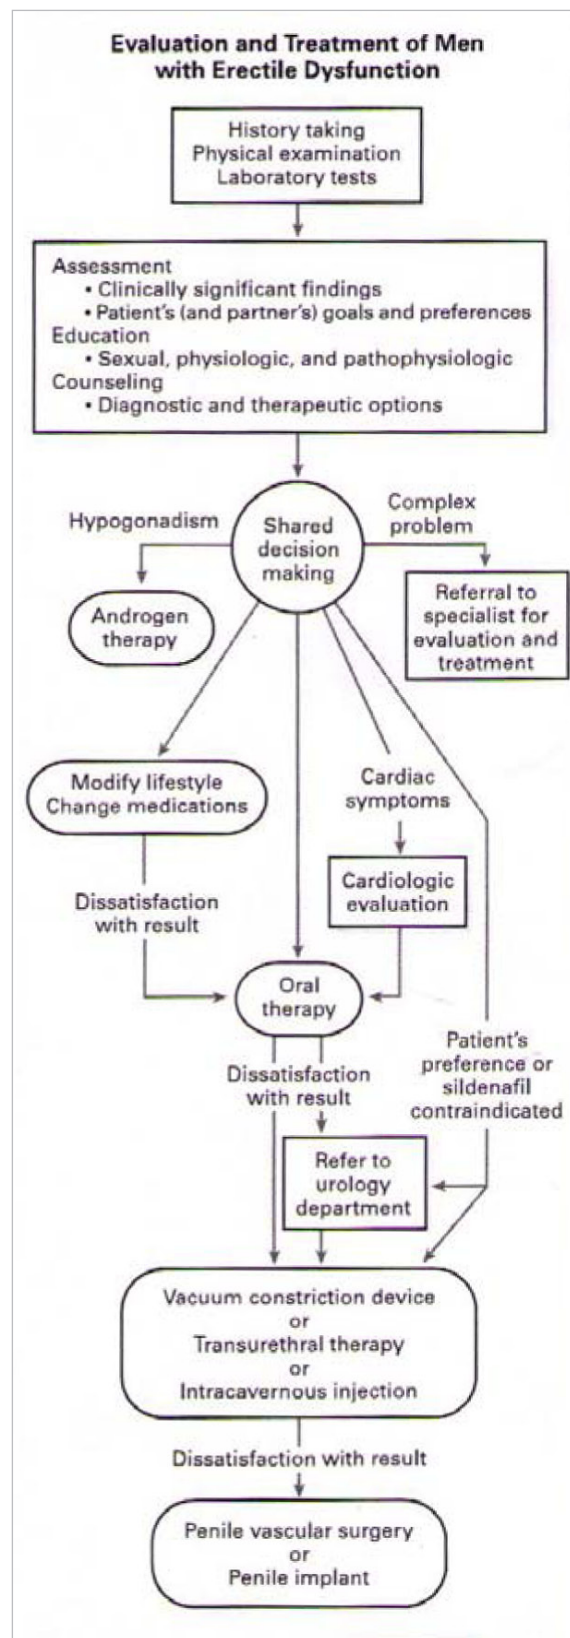 Evaluation and Treatment of Men
with Erectile Dysfunction
History taking
Physical examination
Laboratory tests
Assessment
• Clinically significant findings
• Patient's (and partner's) goals and preferences
Education
• Sexual, physiologic, and pathophysiologic
Counseling
• Diagnostic and therapeutic options
Hypogonadism
Shared
decision
making
Complex
problem
Androgen
therapy
Referral to
specialist for
evaluation and
treatment
Modify lifestyle
Change medications
Cardiac
symptoms
Dissatisfaction
with result
Cardiologic
evaluation
Oral
therapy
Dissatisfaction
with result
Patient's
preference or
sildenafil
contraindicated
Refer to
urology
department
Vacuum constriction device
or
Transurethral therapy
or
Intracavernous injection
Dissatisfaction with result
Penile vascular surgery
or
Penile implant